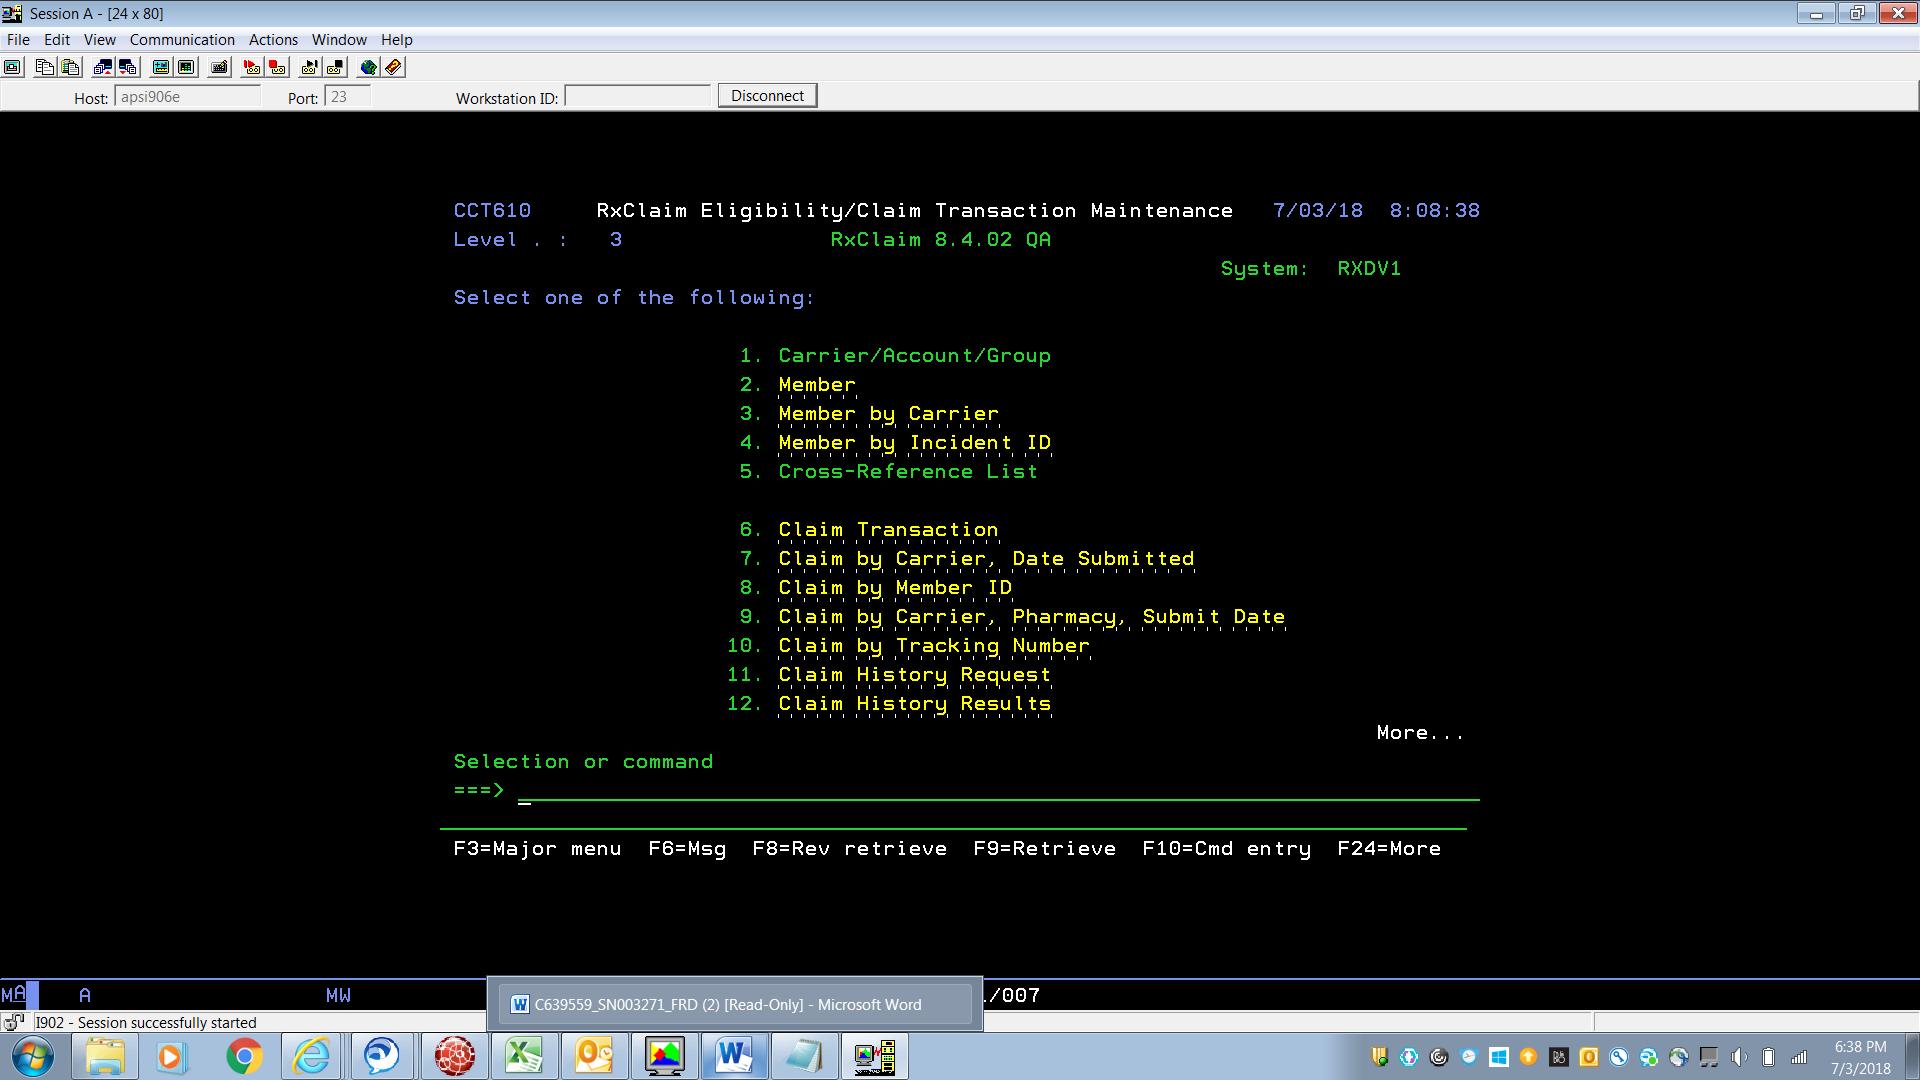 Session A - [24 x 80]
File Edit View Communication Actions Window Help
Host: apsi906e Port: 23 Workstation ID: Disconnect
CCT610 RxClaim Eligibility/Claim Transaction Maintenance 7/03/18 8:08:38
Level . : 3 RxClaim 8.4.02 QA
System: RXDV1
Select one of the following:
1. Carrier/Account/Group
2. Member
3. Member by Carrier
4. Member by Incident ID
5. Cross-Reference List
6. Claim Transaction
7. Claim by Carrier, Date Submitted
8. Claim by Member ID
9. Claim by Carrier, Pharmacy, Submit Date
10. Claim by Tracking Number
11. Claim History Request
12. Claim History Results
More...
Selection or command
===>
F3=Major menu F6=Msg F8=Rev retrieve F9=Retrieve F10=Cmd entry F24=More
MA A MW /007
C639559_SN003271_FRD (2) [Read-Only] - Microsoft Word
I902 - Session successfully started
6:38 PM
7/3/2018